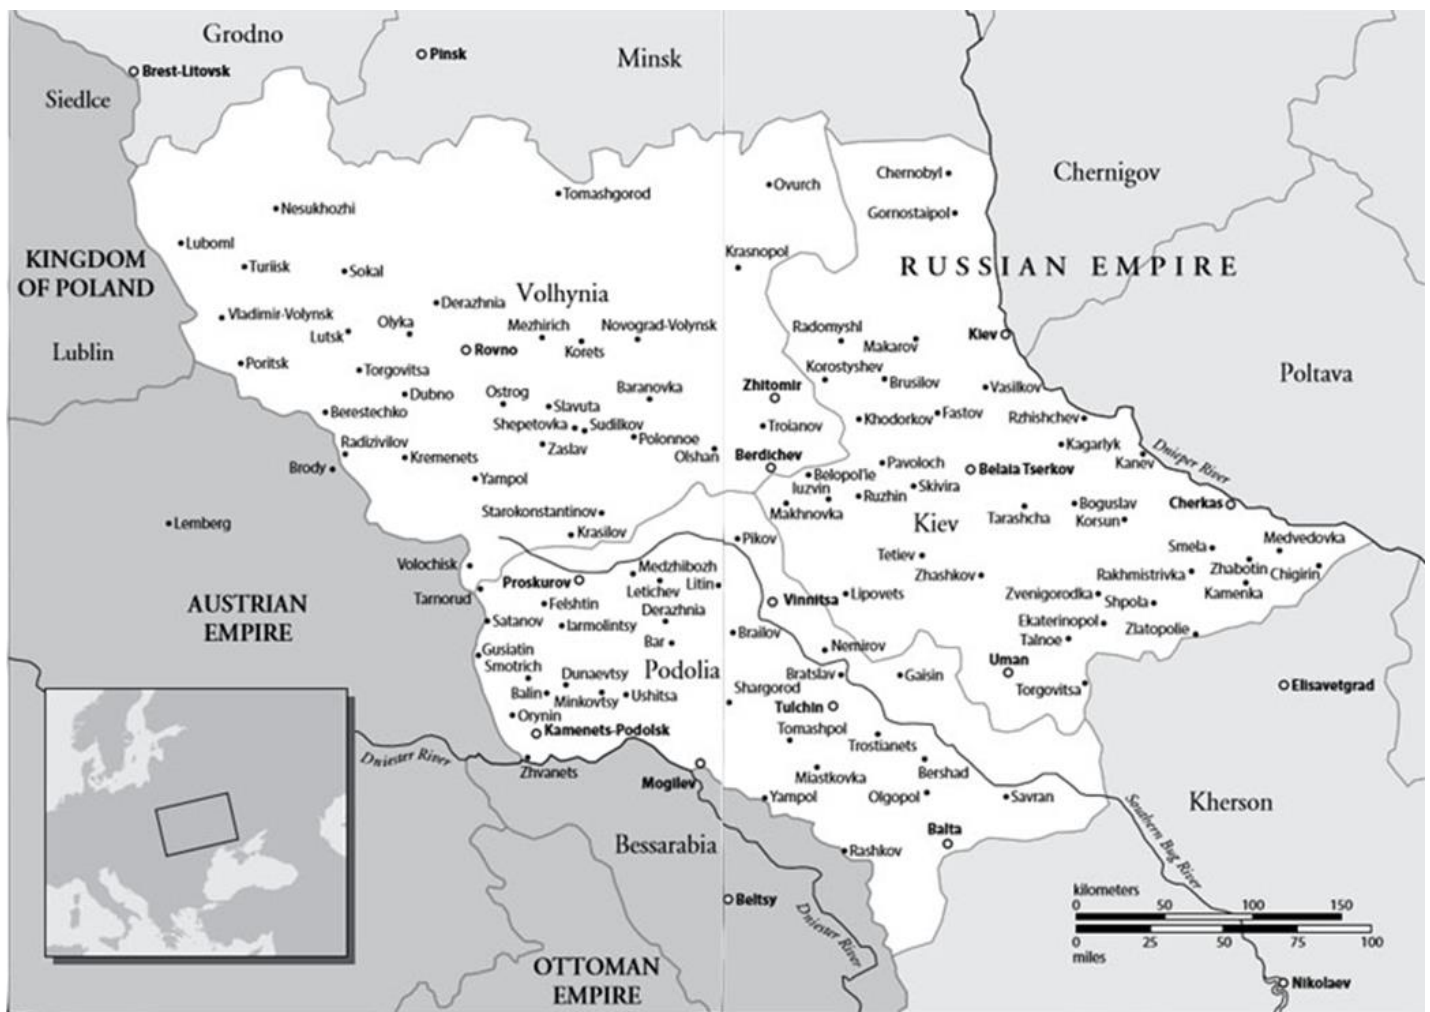 Grodno
Minsk
Pinsk
Brest-Litovsk
Siedlce
Chernigov
Chernobyl
Ovurch
Tomashgorod
Nesukhozhi
Gornostaipol
Luboml
Krasnopol
KINGDOM
OF POLAND
Turiisk
Sokal
RUSSIAN EMPIRE
Volhynia
Derazhnia
Vladimir-Volynsk
Olyka
Mezhirich
Novograd-Volynsk
Radomyshl
Lutsk
Kiev
Makarov
Lublin
Rovno
Korets
Poritsk
Torgovitsa
Korostyshev
Poltava
Brusilov
Vasilkov
Zhitomir
Baranovka
Ostrog
Dubno
Slavuta
Berestechko
Shepetovka
Sudilkov
Troianov
Khodorkov
Fastov
Rzhishchev
Radizivilov
Zaslav
Polonnoe
Olshan
Berdichev
Kagarlyk
Kanev
Dnieper River
Brody
Kremenets
Yampol
Belopol'ie
Pavoloch
Belaia Tserkov
Iuzvin
Ruzhin
Skivira
Makhnovka
Starokonstantinov
Lemberg
Krasilov
Kiev
Tarashcha
Boguslav
Korsun
Cherkas
Pikov
Medvedovka
Smela
Volochisk
Tetiev
Zhashkov
Rakhmistrivka
Zhabotin
Chigirin
Kamenka
Proskurov
Medzhibozh
Letichev
Litin
Tarnorud
Felshtin
Derazhnia
Vinnitsa
Lipovets
Zvenigorodka
Shpola
AUSTRIAN
EMPIRE
Satanov
Iarmolintsy
Bar
Brailov
Ekaterinopol
Zlatopolie
Talnoe
Nemirov
Gusiatin
Smotrich
Podolia
Uman
Dunaevtsy
Bratslav
Gaisin
Torgovitsa
Elisavetgrad
Balin
Minkovtsy
Ushitsa
Shargorod
Tulchin
Orynin
Kamenets-Podolsk
Tomashpol
Trostianets
Dniester River
Zhvanets
Mogilev
Miastkovka
Bershad
Yampol
Olgopol
Savran
Kherson
Southern Bug River
Balta
Bessarabia
Rashkov
Beltsy
Dniester River
kilometers
0 50 100 150
0 25 50 75 100
miles
OTTOMAN
EMPIRE
Nikolaev